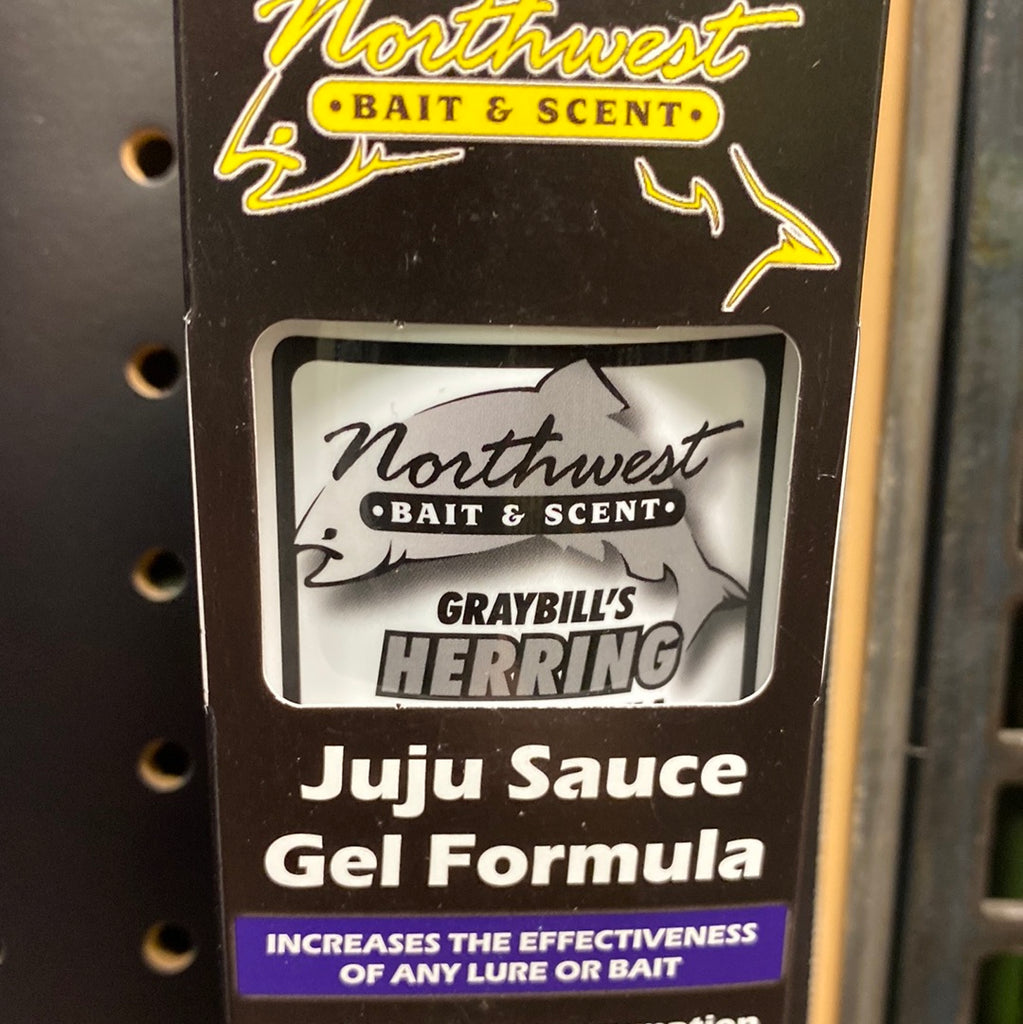 Northwest
•BAIT & SCENT•
Northwest
•BAIT & SCENT•
GRAYBILL'S
HERRING
Juju Sauce
Gel Formula
INCREASES THE EFFECTIVENESS
OF ANY LURE OR BAIT